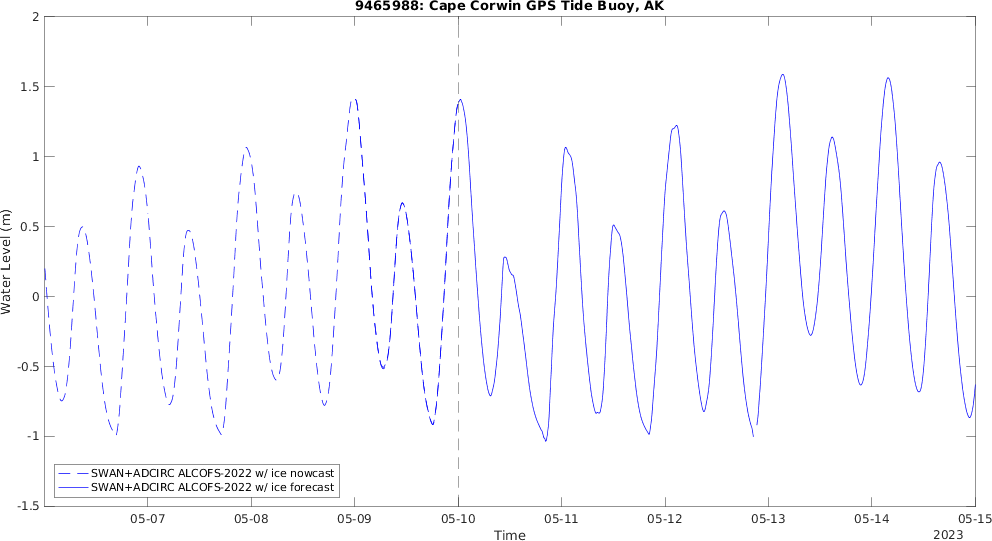 9465988: Cape Corwin GPS Tide Buoy, AK
Water Level (m)
2
1.5
1
0.5
0
-0.5
-1
-1.5
SWAN+ADCIRC ALCOFS-2022 w/ ice nowcast
SWAN+ADCIRC ALCOFS-2022 w/ ice forecast
05-07 05-08 05-09 05-10 05-11 05-12 05-13 05-14 05-15
Time
2023